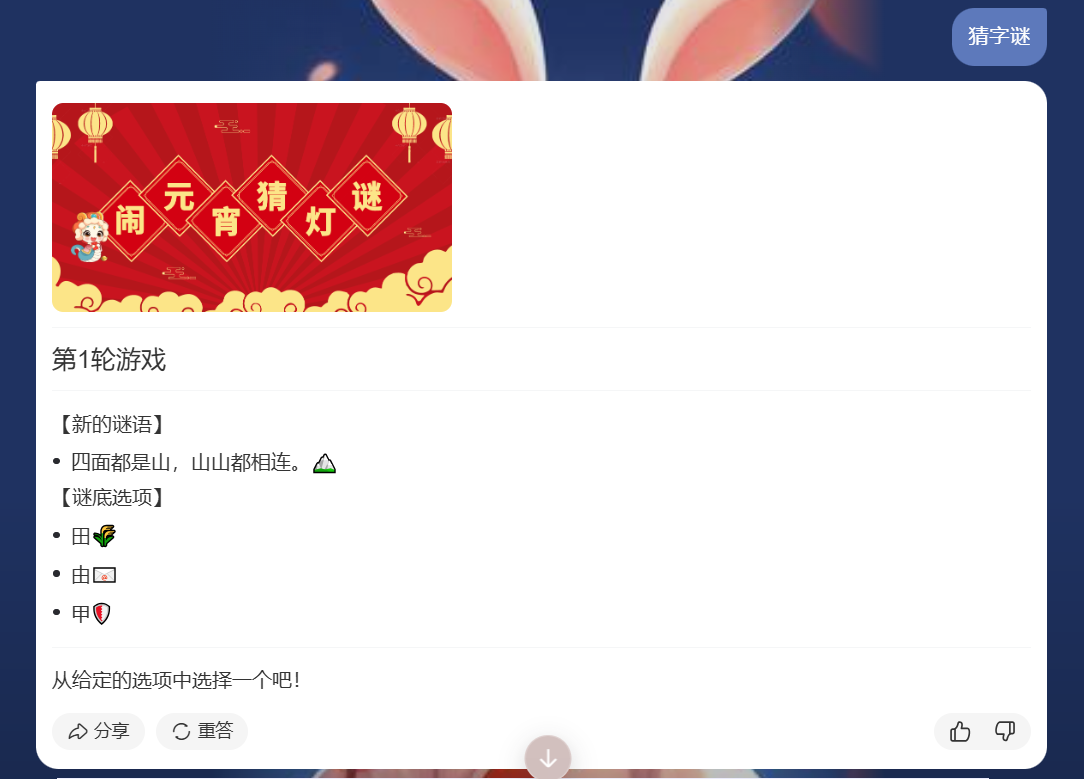 猜字谜
闹元宵猜灯谜
第1轮游戏
【新的谜语】
• 四面都是山，山山都相连。
【谜底选项】
• 田
• 由
• 甲
从给定的选项中选择一个吧！
分享 重答